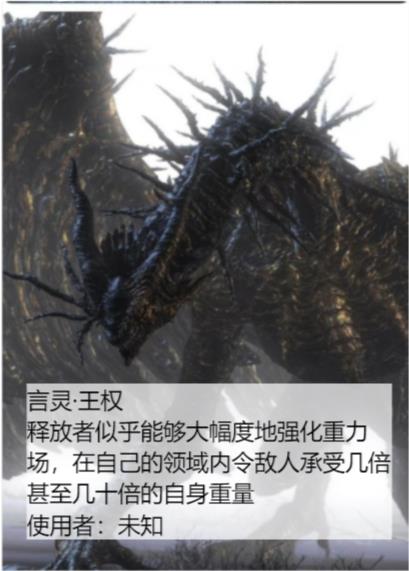 言灵·王权
释放者似乎能够大幅度地强化重力
场，在自己的领域内令敌人承受几倍
甚至几十倍的自身重量
使用者：未知